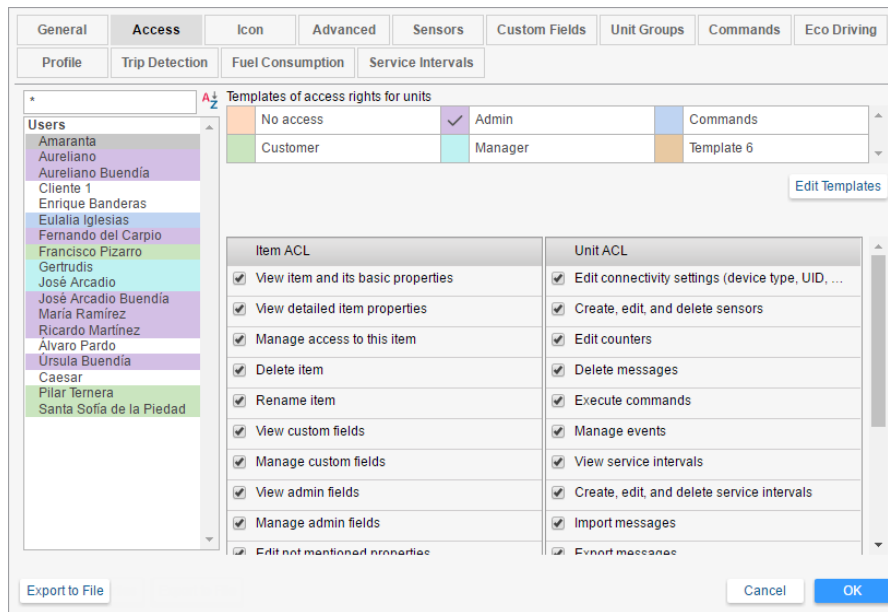 General Access Icon Advanced Sensors Custom Fields Unit Groups Commands Eco Driving
Profile Trip Detection Fuel Consumption Service Intervals
*
A Z
Templates of access rights for units
No access Admin Commands
Customer Manager Template 6
Edit Templates
Users
Amaranta
Aureliano
Aureliano Buendía
Cliente 1
Enrique Banderas
Eulalia Iglesias
Fernando del Carpio
Francisco Pizarro
Gertrudis
José Arcadio
José Arcadio Buendía
María Ramírez
Ricardo Martínez
Álvaro Pardo
Úrsula Buendía
Caesar
Pilar Ternera
Santa Sofía de la Piedad
Item ACL Unit ACL
View item and its basic properties Edit connectivity settings (device type, UID, ...
View detailed item properties Create, edit, and delete sensors
Manage access to this item Edit counters
Delete item Delete messages
Rename item Execute commands
View custom fields Manage events
Manage custom fields View service intervals
View admin fields Create, edit, and delete service intervals
Manage admin fields Import messages
Edit not mentioned properties Export messages
Export to File Cancel OK